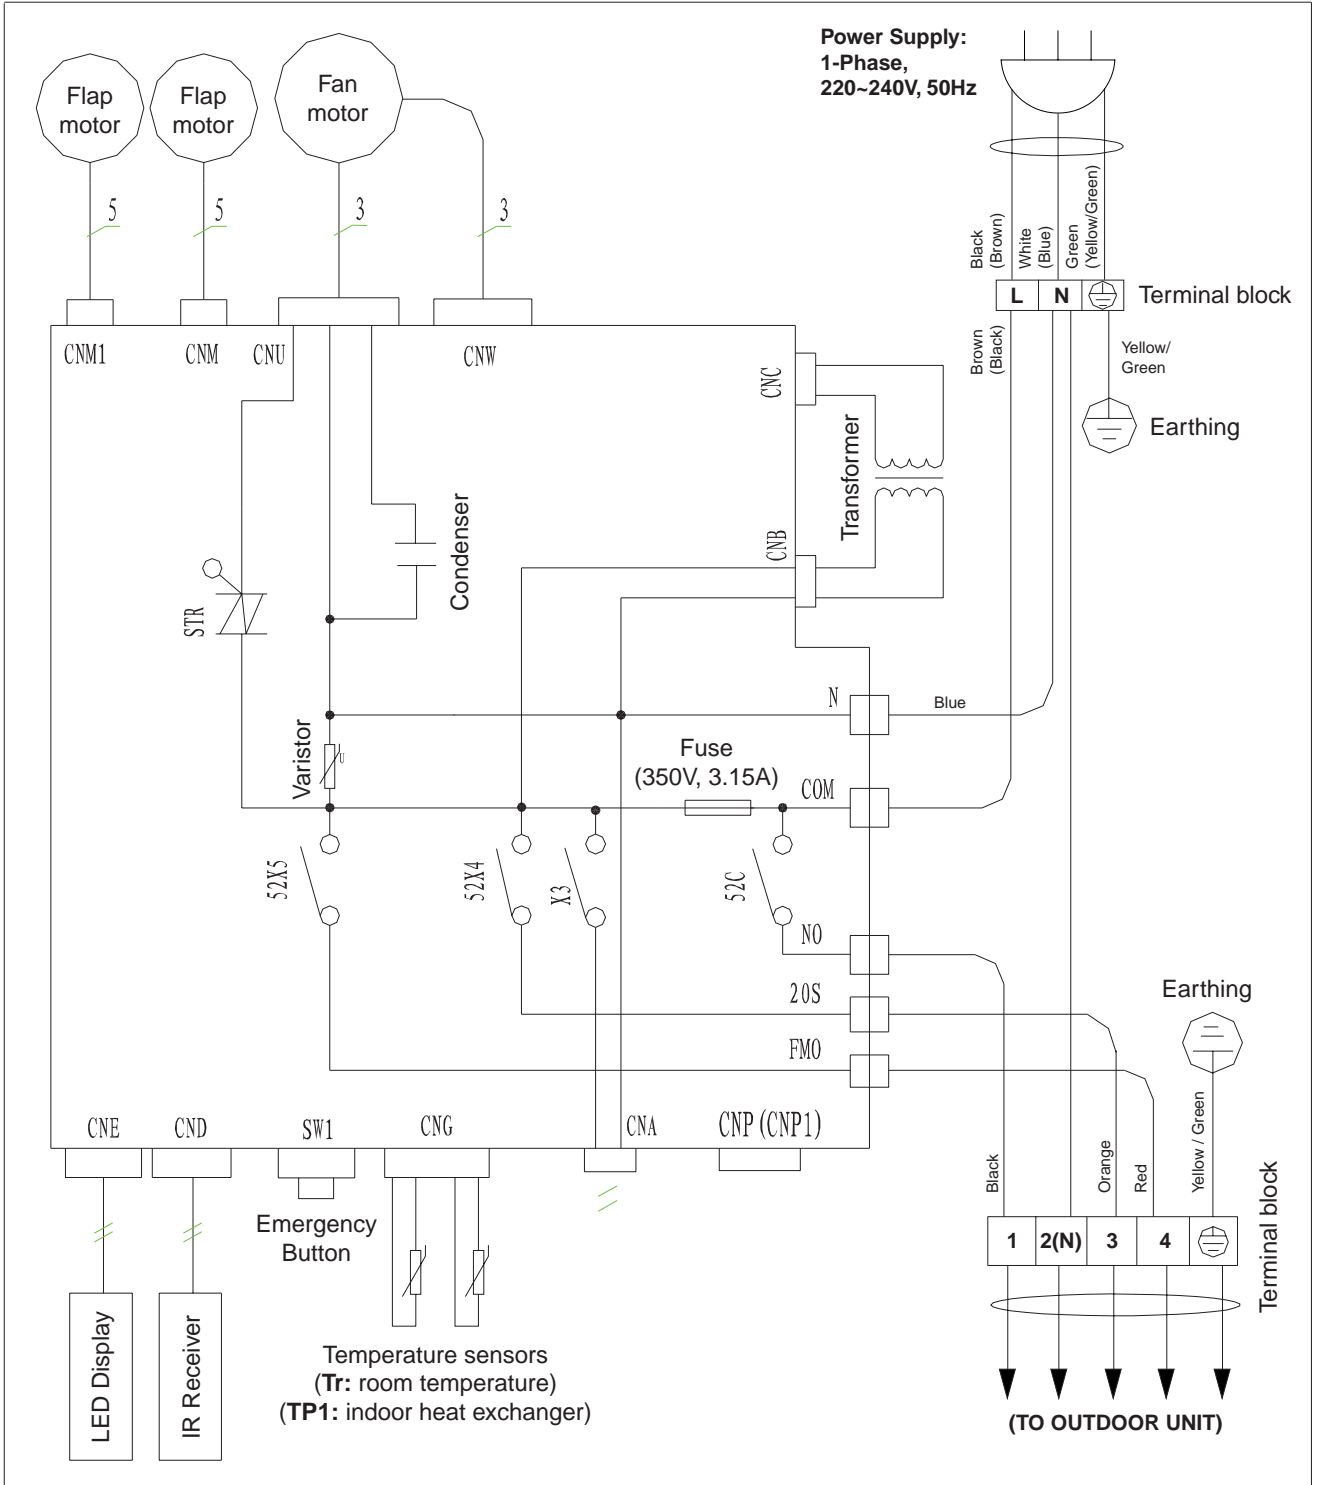 Power Supply:
1-Phase,
220~240V, 50Hz
Flap
motor
Flap
motor
Fan
motor
5
5
3
3
Black
(Brown)
White
(Blue)
Green
(Yellow/Green)
L
N
Terminal block
CNM1
CNM
CNU
CNW
CNC
Brown
(Black)
Yellow/
Green
Earthing
Transformer
Condenser
CNB
STR
N
Blue
Varistor
U
Fuse
(350V, 3.15A)
COM
52X5
52X4
X3
52C
NO
20S
FMO
Earthing
CNE
CND
SW1
CNG
CNA
CNP (CNP1)
Black
Orange
Red
Yellow / Green
Terminal block
1
2(N)
3
4
Emergency
Button
LED Display
IR Receiver
Temperature sensors
(Tr: room temperature)
(TP1: indoor heat exchanger)
(TO OUTDOOR UNIT)